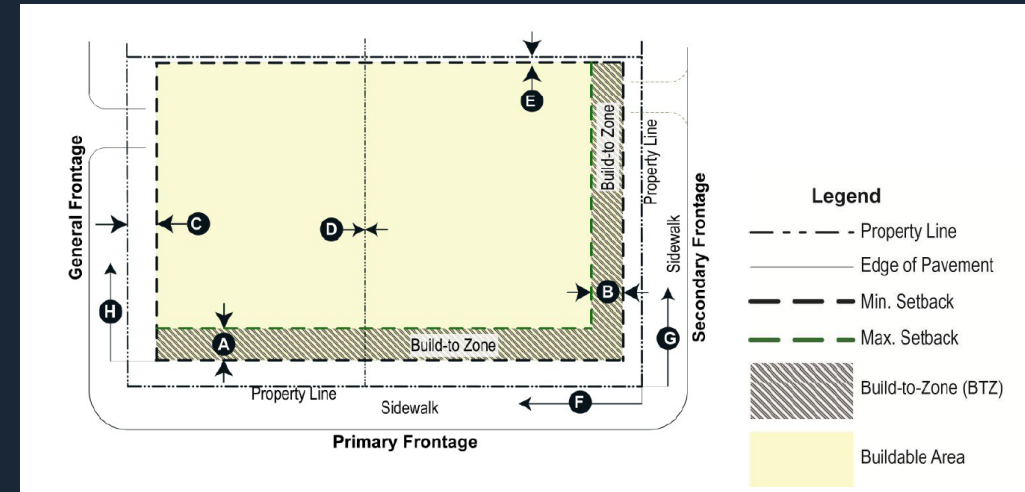 E
Build-to Zone
Property Line
General Frontage
C
D
Sidewalk
Secondary Frontage
B
H
A
Build-to Zone
G
Property Line
Sidewalk
F
Primary Frontage
Legend
Property Line
Edge of Pavement
Min. Setback
Max. Setback
Build-to-Zone (BTZ)
Buildable Area